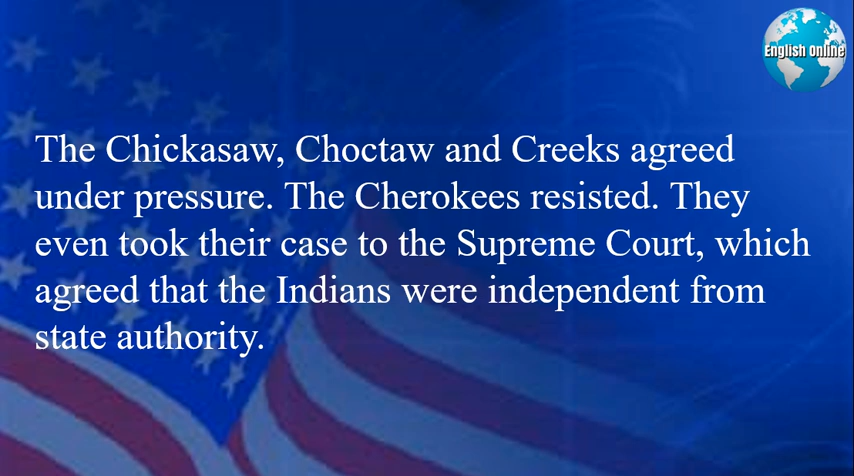 English Online
The Chickasaw, Choctaw and Creeks agreed
under pressure. The Cherokees resisted. They
even took their case to the Supreme Court, which
agreed that the Indians were independent from
state authority.